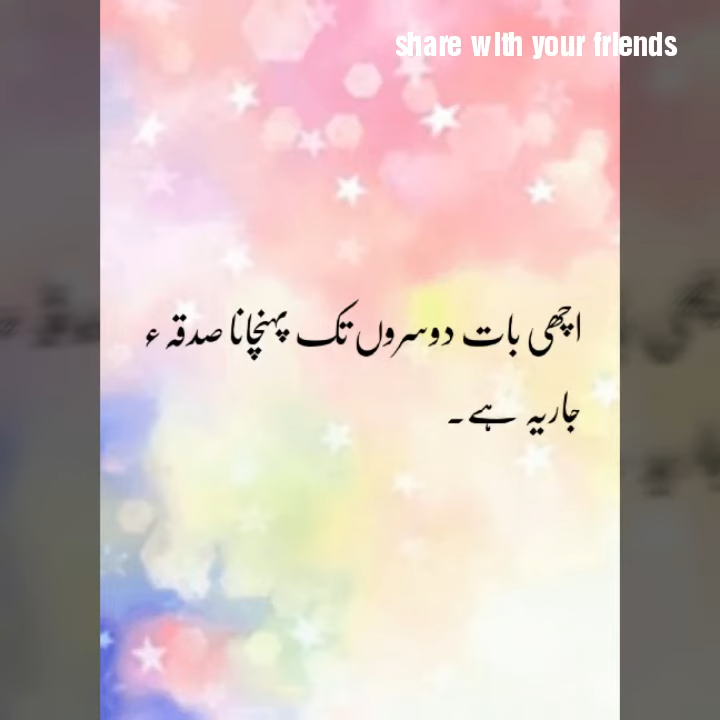 share with your friends
اچھی بات دوسروں تک پہنچانا صدقہ ء
جاریہ ہے۔